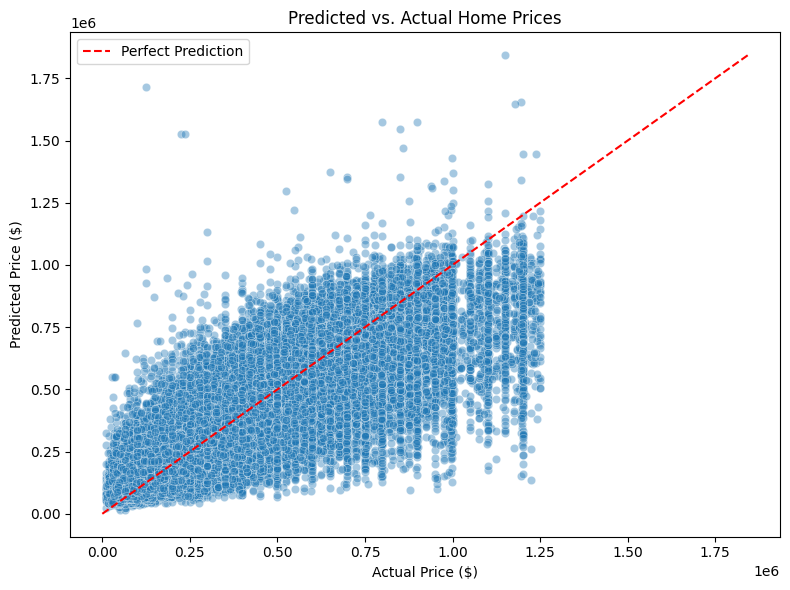 Predicted vs. Actual Home Prices
1e6
Perfect Prediction
1.75
1.50
1.25
1.00
0.75
0.50
0.25
0.00
Predicted Price ($)
0.00 0.25 0.50 0.75 1.00 1.25 1.50 1.75
1e6
Actual Price ($)